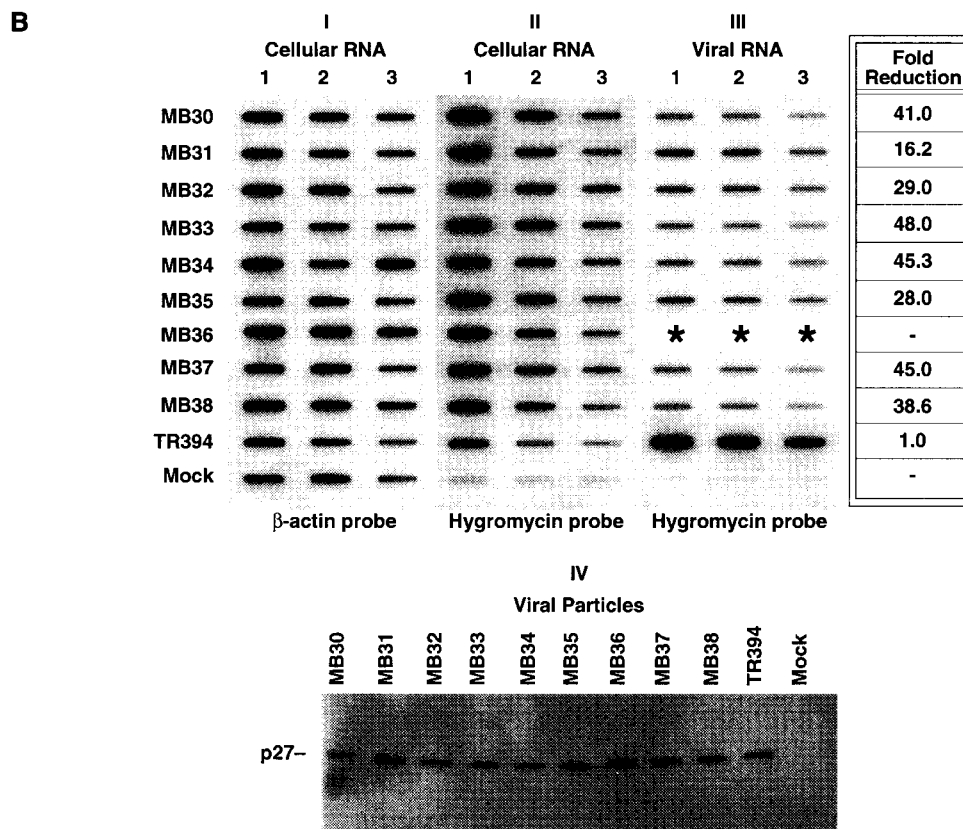 B
I
II
III
Cellular RNA
Cellular RNA
Viral RNA
Fold Reduction
1 2 3
1 2 3
1 2 3
MB30 41.0
MB31 16.2
MB32 29.0
MB33 48.0
MB34 45.3
MB35 28.0
MB36 * * * -
MB37 45.0
MB38 38.6
TR394 1.0
Mock -
β-actin probe
Hygromycin probe
Hygromycin probe
IV
Viral Particles
MB30 MB31 MB32 MB33 MB34 MB35 MB36 MB37 MB38 TR394 Mock
p27–